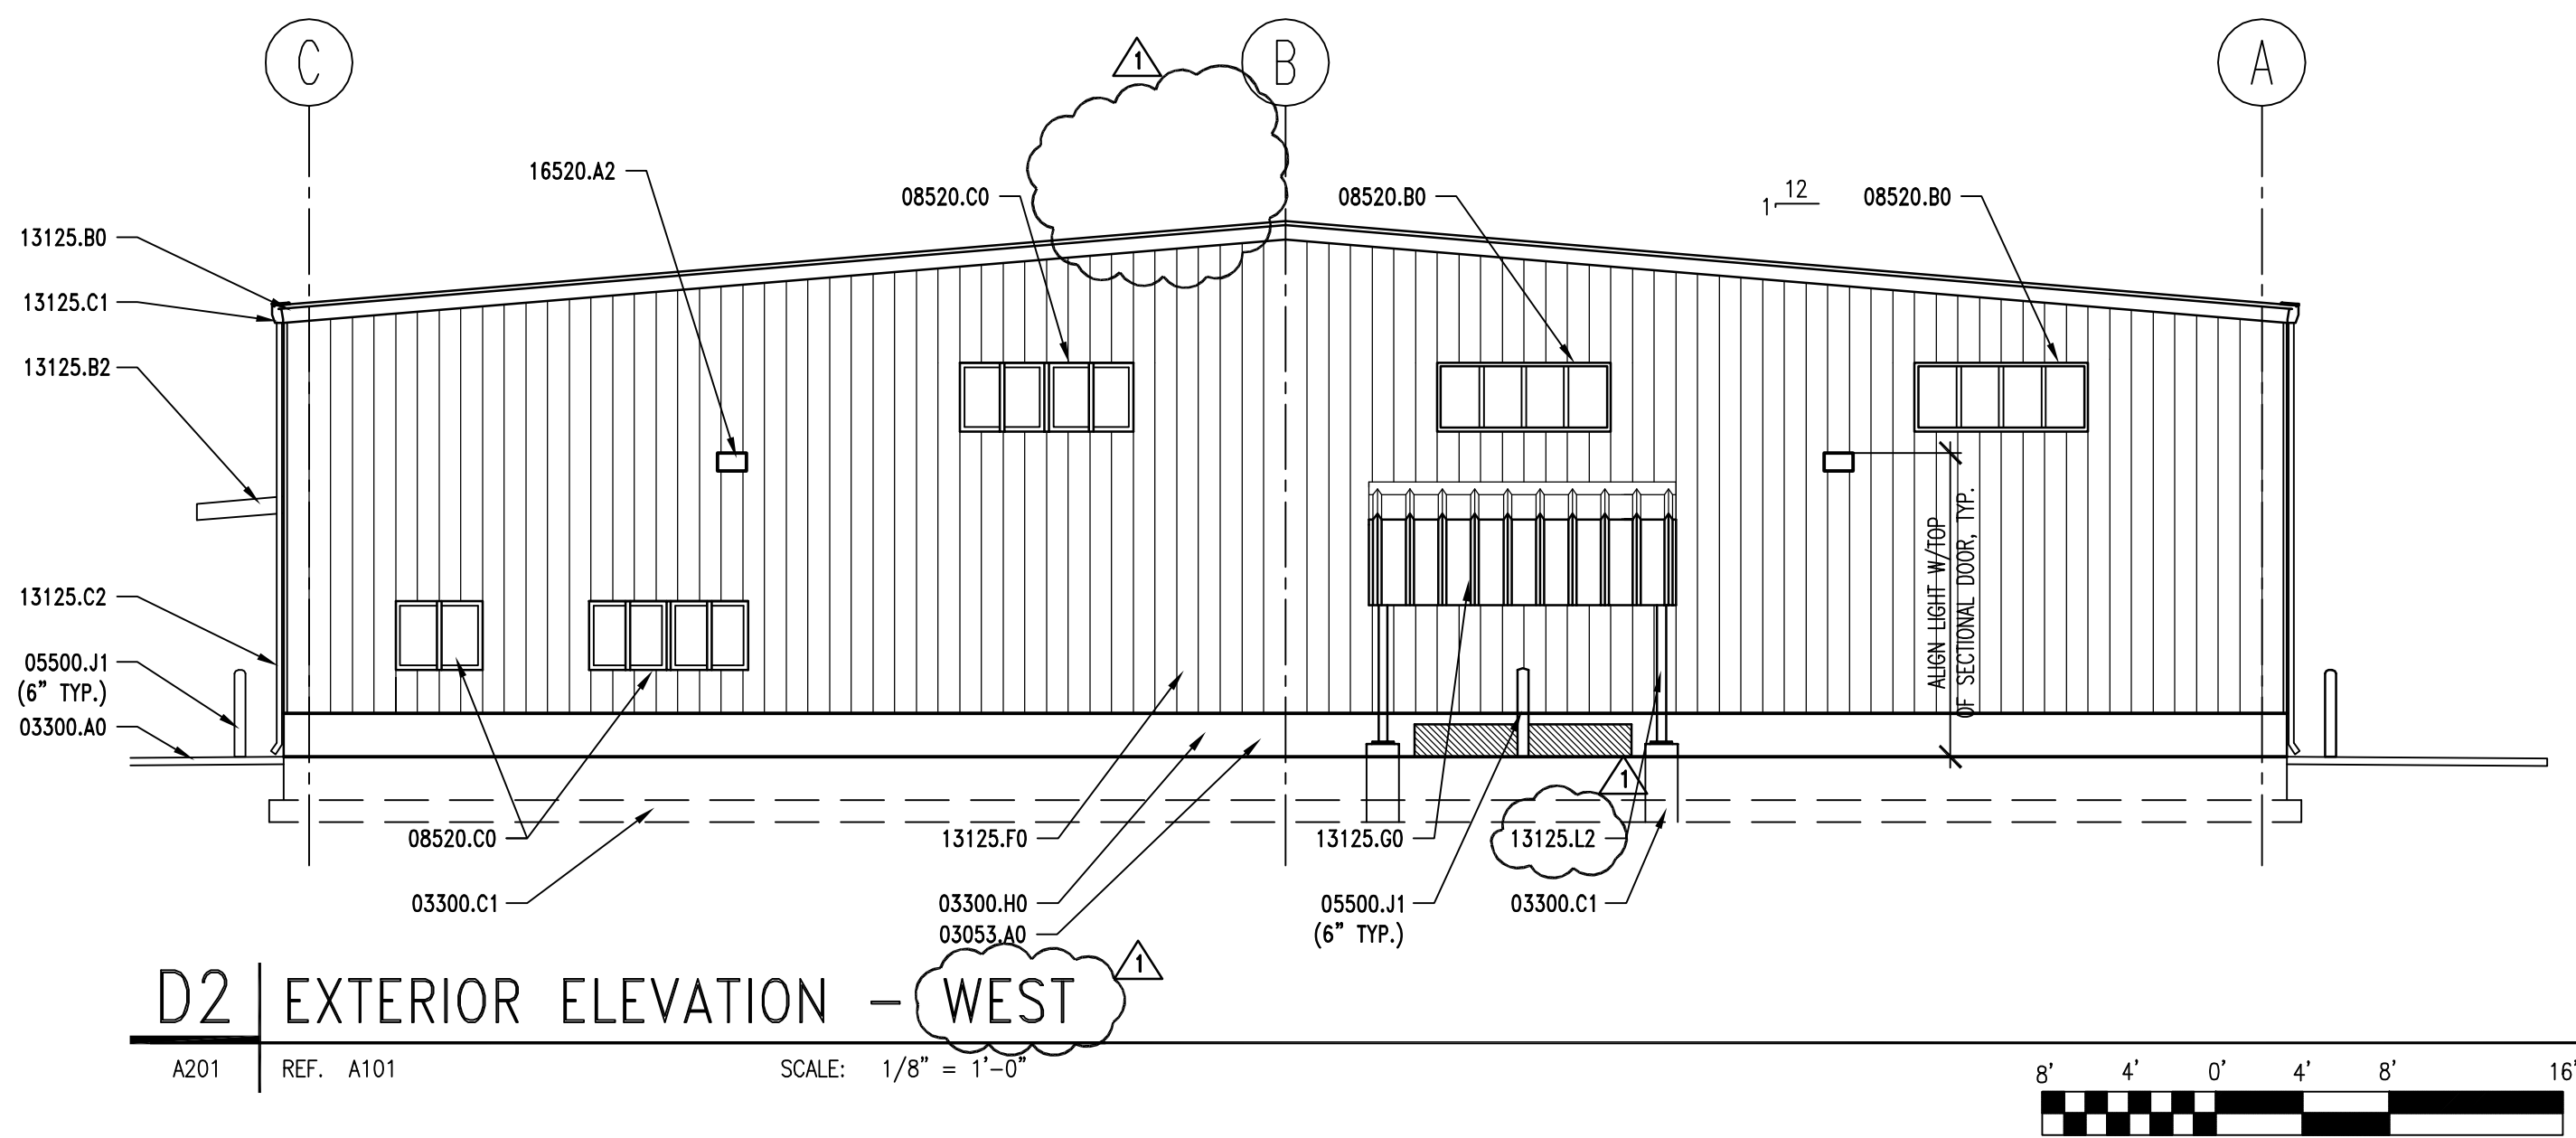 C
B
A
1
16520.A2
08520.C0
08520.B0
12
1
08520.B0
13125.B0
13125.C1
13125.B2
13125.C2
05500.J1
(6" TYP.)
03300.A0
ALIGN LIGHT W/TOP
OF SECTIONAL DOOR, TYP.
1
08520.C0
13125.F0
13125.G0
13125.L2
03300.C1
03300.H0
03053.A0
05500.J1
(6" TYP.)
03300.C1
D2
EXTERIOR ELEVATION - WEST
1
A201
REF. A101
SCALE: 1/8" = 1'-0"
8' 4' 0' 4' 8' 16'